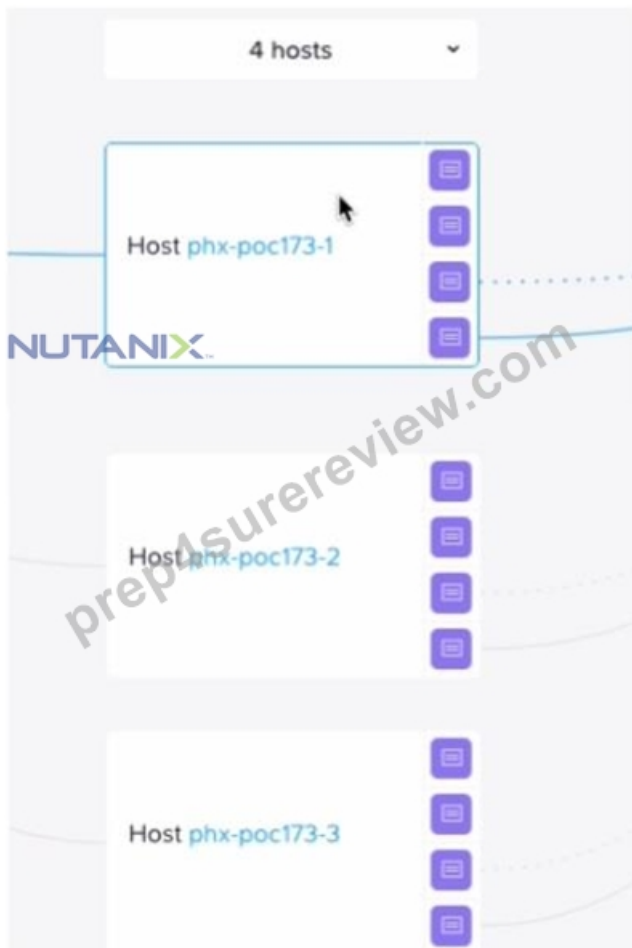 4 hosts
Host phx-poc173-1
NUTANIX
prep4surereview.com
Host phx-poc173-2
Host phx-poc173-3